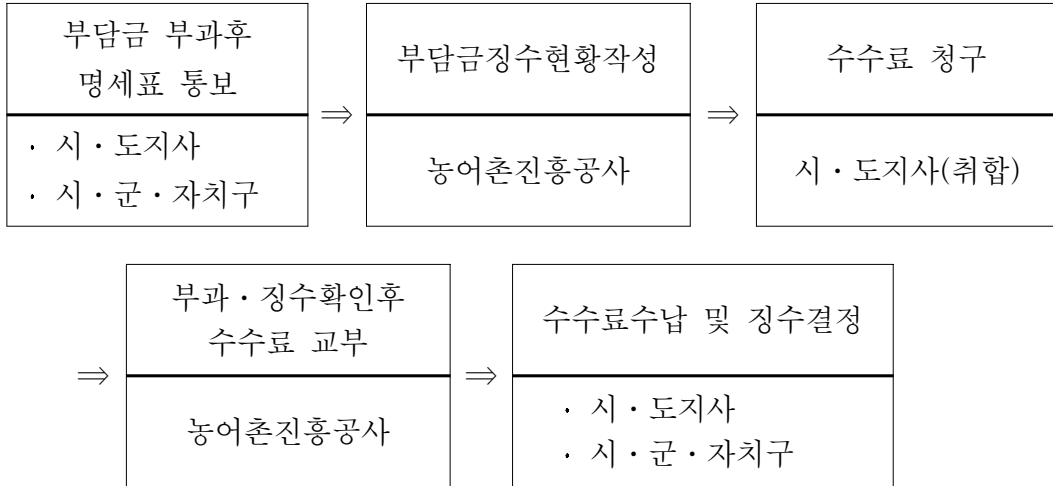 부담금 부과후
명세표 통보
· 시·도지사
· 시·군·자치구
⇒
부담금징수현황작성
농어촌진흥공사
⇒
수수료 청구
시·도지사(취합)
⇒
부과·징수확인후
수수료 교부
농어촌진흥공사
⇒
수수료수납 및 징수결정
· 시·도지사
· 시·군·자치구